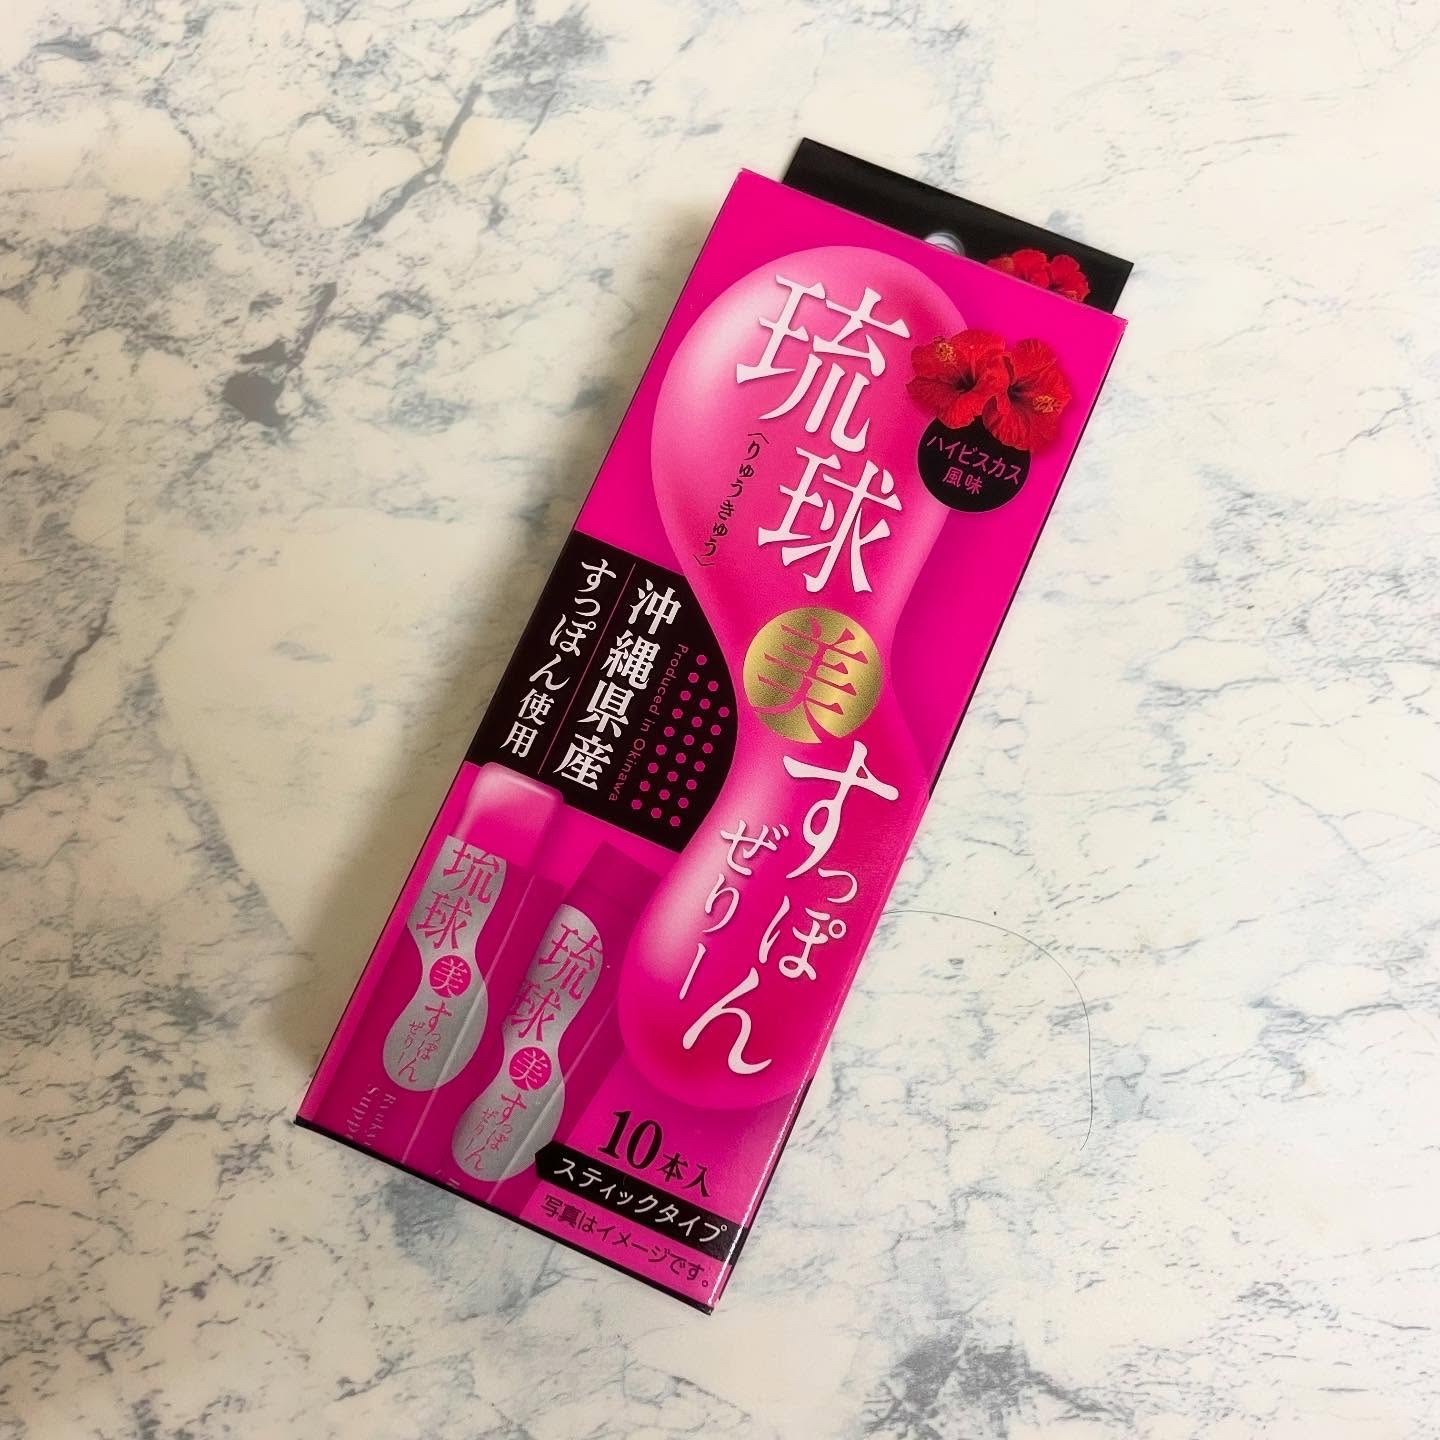 琉球
〈りゅうきゅう〉
美
すっぽん
ぜりー
ハイビスカス
風味
沖縄県産
すっぽん使用
Produced in Okinawa
琉球
美
すっぽん
ぜりー
琉球
美
すっぽん
ぜりー
10本入
スティックタイプ
写真はイメージです。